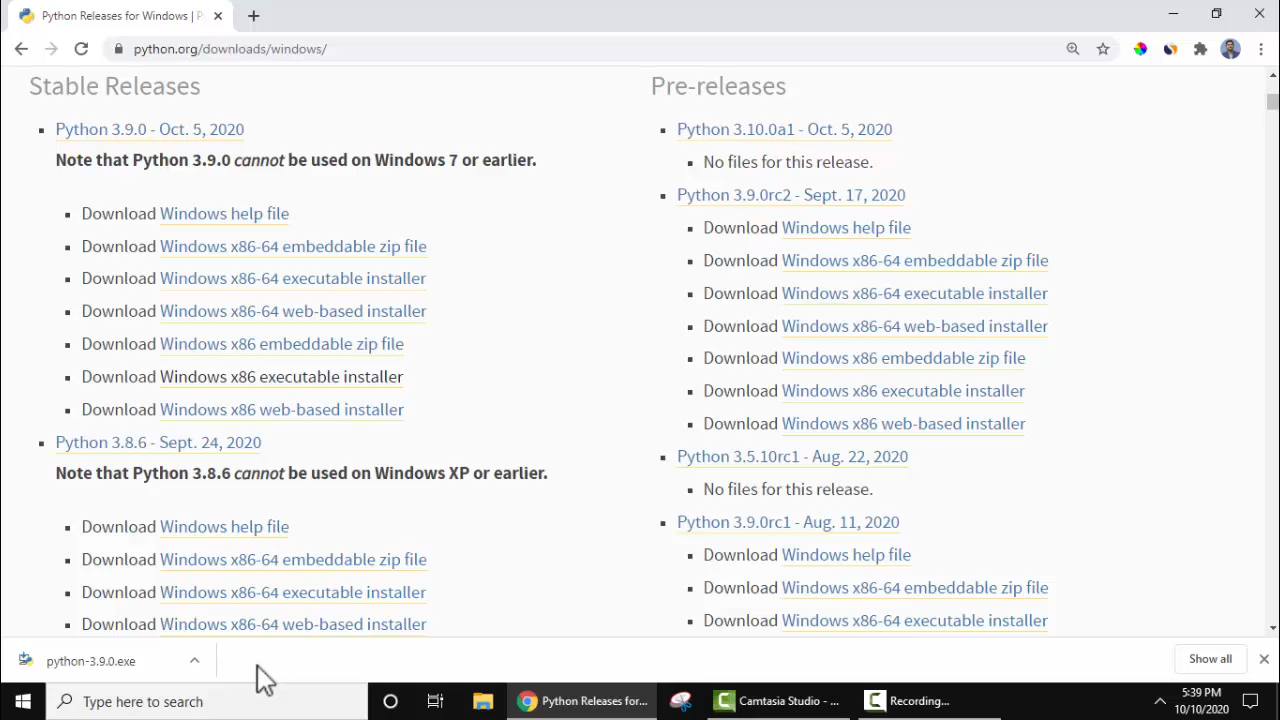 Python Releases for Windows | P
python.org/downloads/windows/
Stable Releases
Python 3.9.0 - Oct. 5, 2020
Note that Python 3.9.0 cannot be used on Windows 7 or earlier.
Download Windows help file
Download Windows x86-64 embeddable zip file
Download Windows x86-64 executable installer
Download Windows x86-64 web-based installer
Download Windows x86 embeddable zip file
Download Windows x86 executable installer
Download Windows x86 web-based installer
Python 3.8.6 - Sept. 24, 2020
Note that Python 3.8.6 cannot be used on Windows XP or earlier.
Download Windows help file
Download Windows x86-64 embeddable zip file
Download Windows x86-64 executable installer
Download Windows x86-64 web-based installer
Pre-releases
Python 3.10.0a1 - Oct. 5, 2020
No files for this release.
Python 3.9.0rc2 - Sept. 17, 2020
Download Windows help file
Download Windows x86-64 embeddable zip file
Download Windows x86-64 executable installer
Download Windows x86-64 web-based installer
Download Windows x86 embeddable zip file
Download Windows x86 executable installer
Download Windows x86 web-based installer
Python 3.5.10rc1 - Aug. 22, 2020
No files for this release.
Python 3.9.0rc1 - Aug. 11, 2020
Download Windows help file
Download Windows x86-64 embeddable zip file
Download Windows x86-64 executable installer
python-3.9.0.exe
Show all
Type here to search
Python Releases for...
Camtasia Studio - ...
Recording...
5:39 PM
10/10/2020